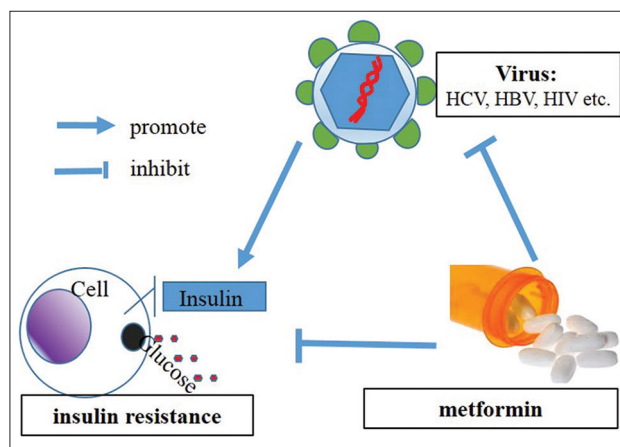 Virus:
HCV, HBV, HIV etc.
promote
inhibit
Cell
Insulin
Glucose
insulin resistance
metformin